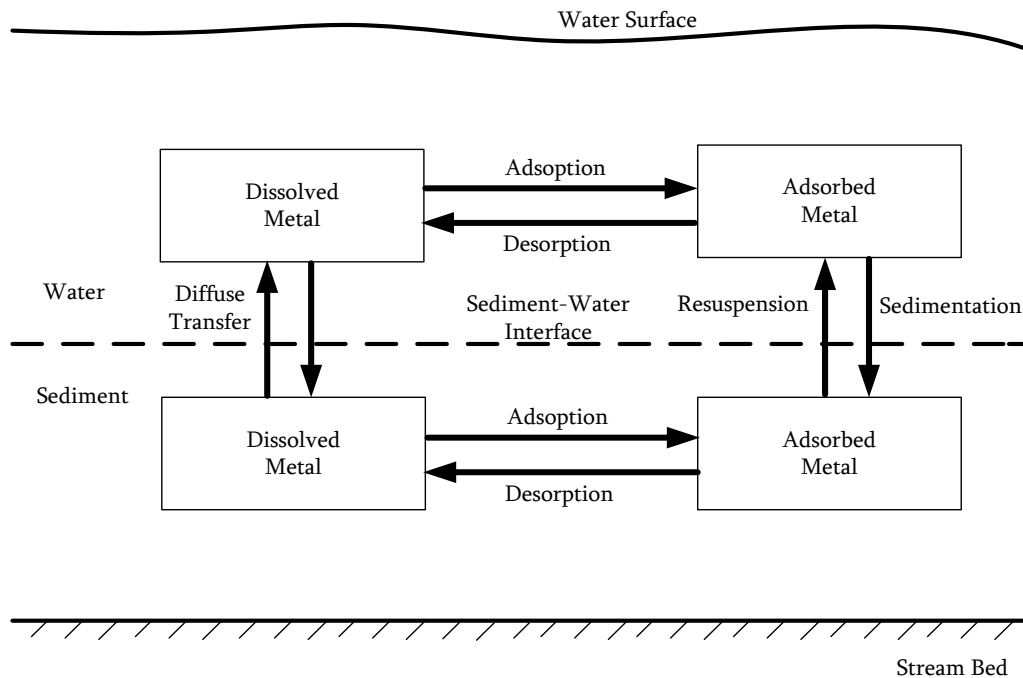 Water Surface
Dissolved
Metal
Adsoption
Desorption
Adsorbed
Metal
Water
Diffuse
Transfer
Sediment-Water
Interface
Resuspension
Sedimentation
Sediment
Dissolved
Metal
Adsoption
Desorption
Adsorbed
Metal
Stream Bed